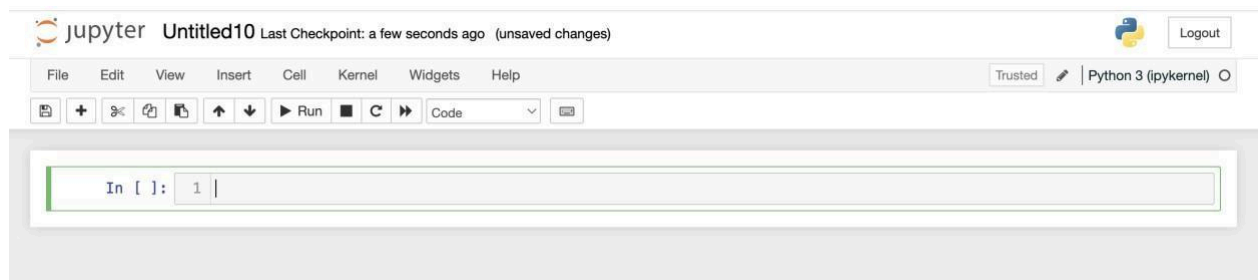 jupyter Untitled10 Last Checkpoint: a few seconds ago (unsaved changes) Logout
File Edit View Insert Cell Kernel Widgets Help Trusted Python 3 (ipykernel)
Run Code
In [ ]: 1